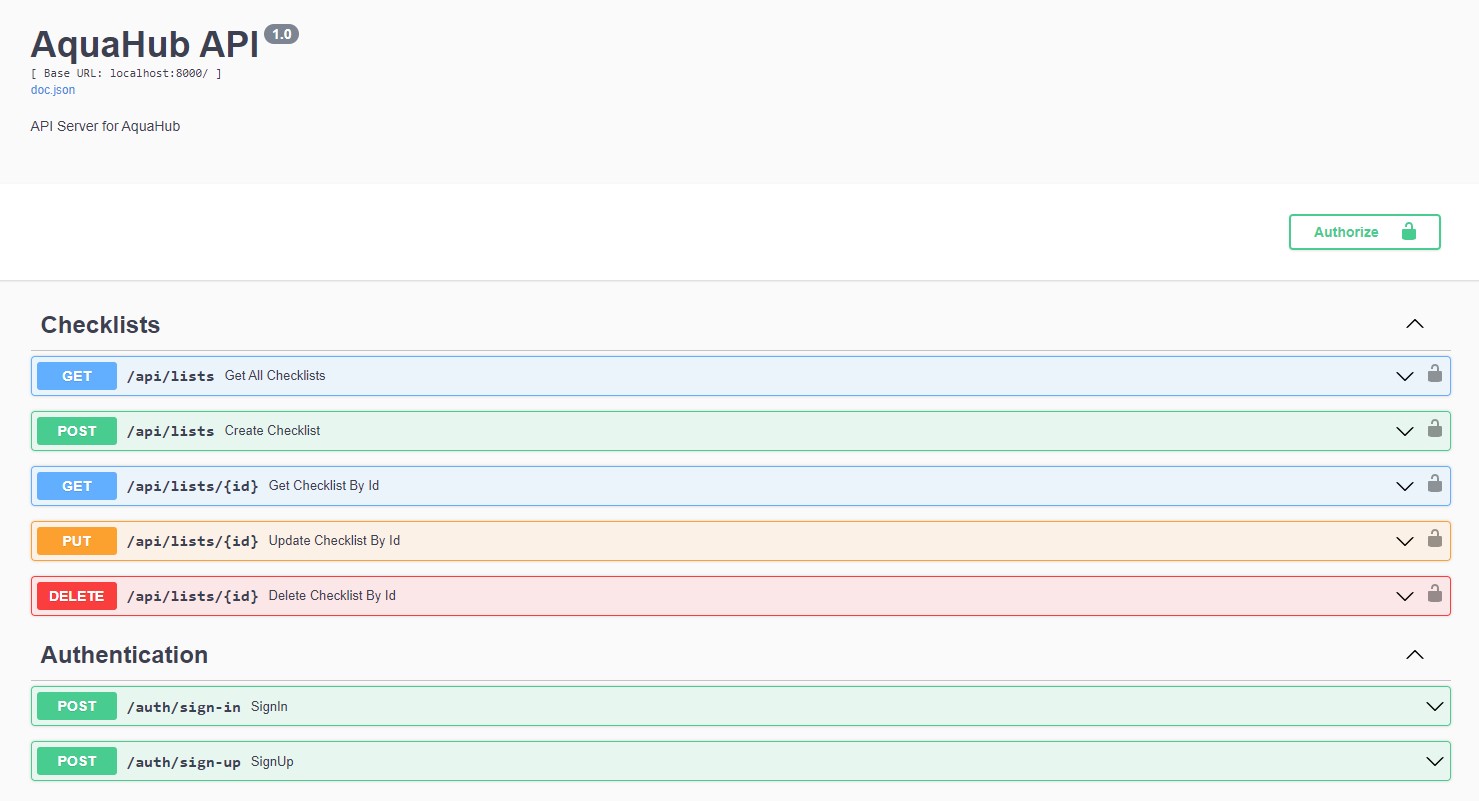 AquaHub API 1.0
[ Base URL: localhost:8000/ ]
doc.json
API Server for AquaHub
Authorize
Checklists
GET /api/lists Get All Checklists
POST /api/lists Create Checklist
GET /api/lists/{id} Get Checklist By Id
PUT /api/lists/{id} Update Checklist By Id
DELETE /api/lists/{id} Delete Checklist By Id
Authentication
POST /auth/sign-in SignIn
POST /auth/sign-up SignUp